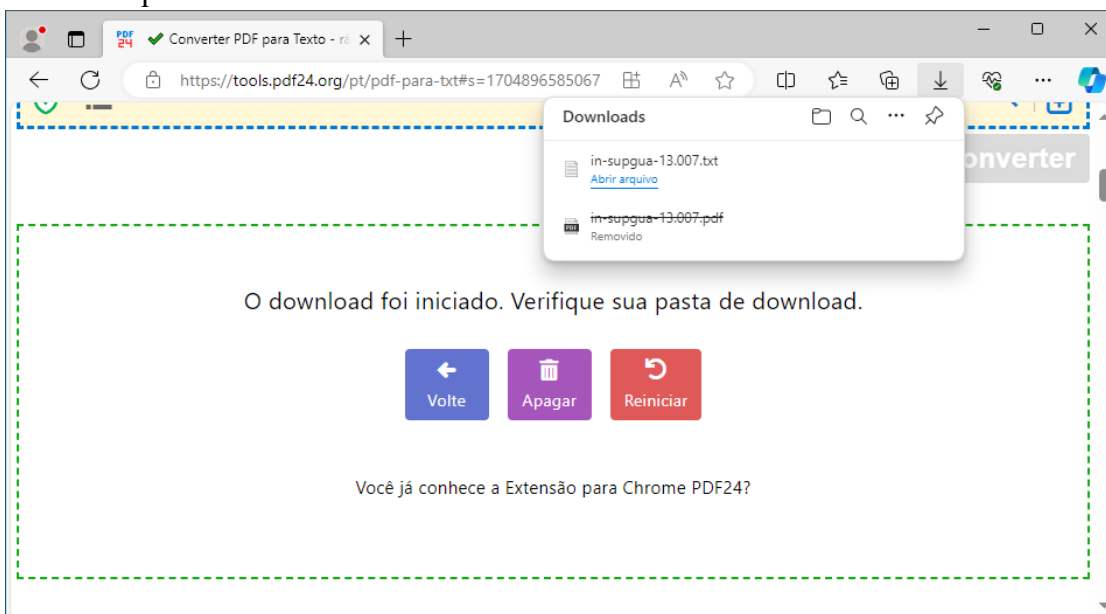 PDF
24
Converter PDF para Texto - rá
https://tools.pdf24.org/pt/pdf-para-txt#s=1704896585067
Downloads
in-supgua-13.007.txt
Abrir arquivo
in-supgua-13.007.pdf
Removido
onverter
O download foi iniciado. Verifique sua pasta de download.
Volte
Apagar
Reiniciar
Você já conhece a Extensão para Chrome PDF24?